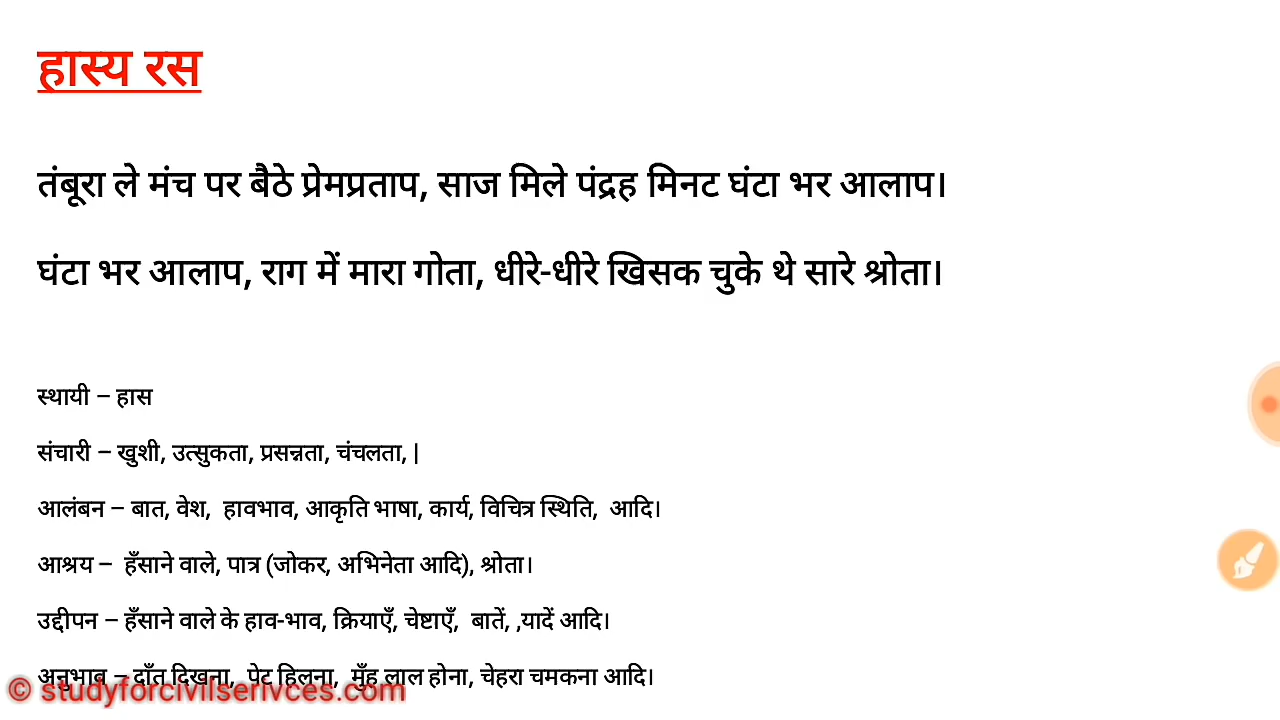 हास्य रस
तंबूरा ले मंच पर बैठे प्रेमप्रताप, साज मिले पंद्रह मिनट घंटा भर आलाप।
घंटा भर आलाप, राग में मारा गोता, धीरे-धीरे खिसक चुके थे सारे श्रोता।
स्थायी – हास
संचारी – खुशी, उत्सुकता, प्रसन्नता, चंचलता, |
आलंबन – बात, वेश,  हावभाव, आकृति भाषा, कार्य, विचित्र स्थिति,  आदि।
आश्रय –  हँसाने वाले, पात्र (जोकर, अभिनेता आदि), श्रोता।
उद्दीपन – हँसाने वाले के हाव-भाव, क्रियाएँ, चेष्टाएँ,  बातें, ,यादें आदि।
अनुभाव – दाँत दिखना,  पेट हिलना,  मुँह लाल होना, चेहरा चमकना आदि।
© studyforcivilserivces.com